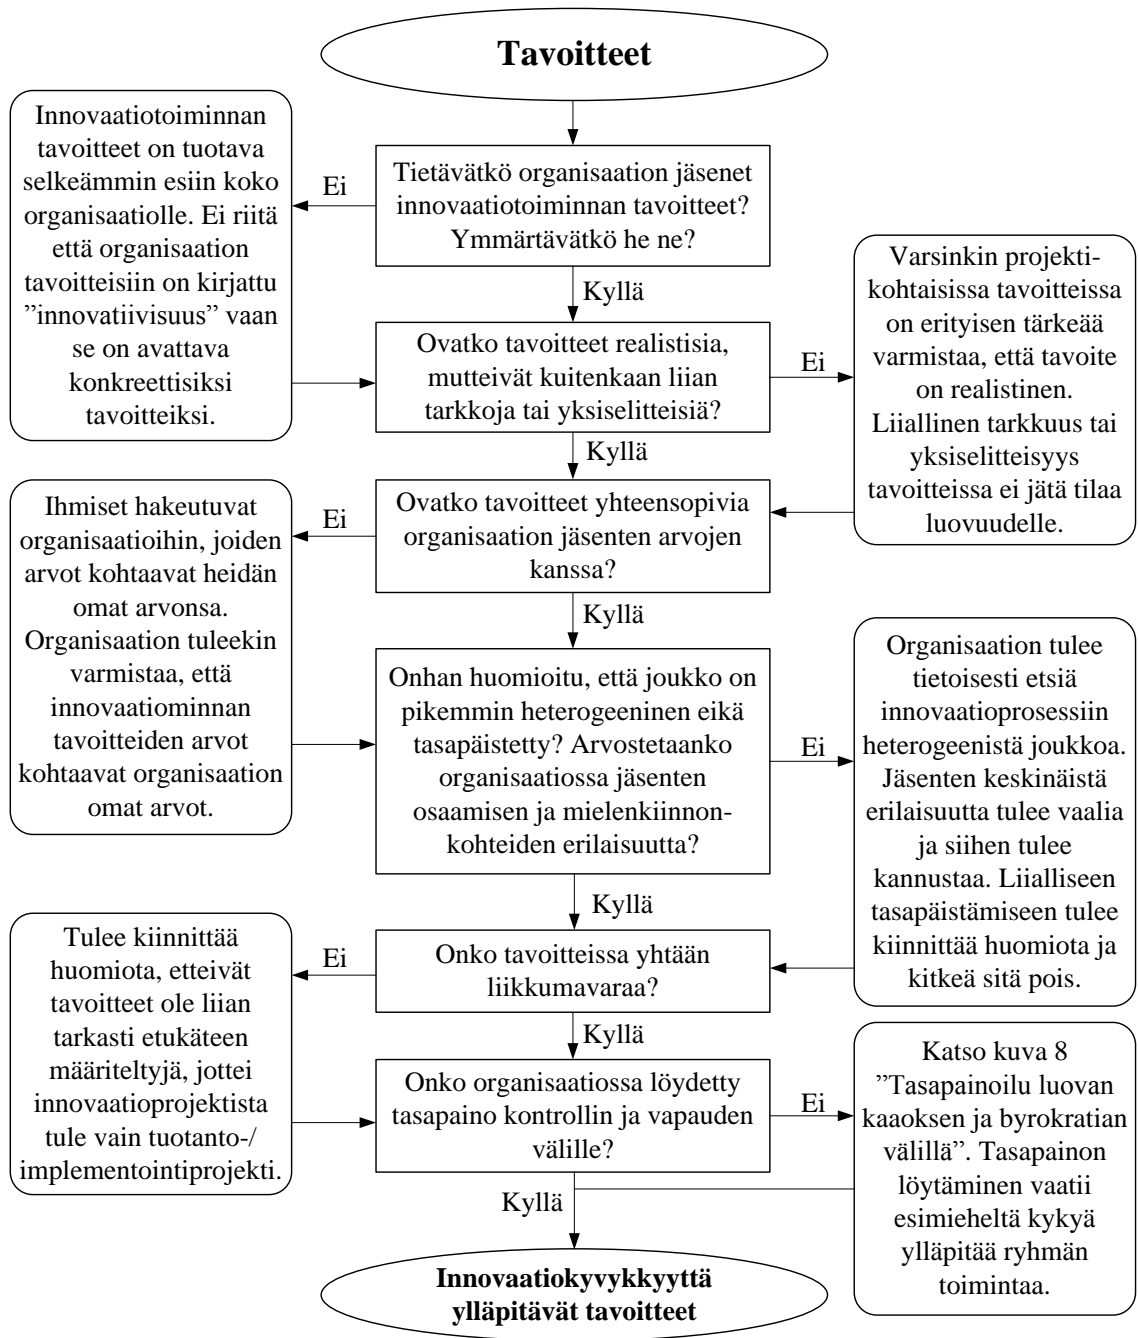 Tavoitteet
Innovaatiotoiminnan
tavoitteet on tuotava
selkeämmin esiin koko
organisaatiolle. Ei riitä
että organisaation
tavoitteisiin on kirjattu
”innovatiivisuus” vaan
se on avattava
konkreettisiksi
tavoitteiksi.
Ei
Tietävätkö organisaation jäsenet
innovaatiotoiminnan tavoitteet?
Ymmärtävätkö he ne?
Kyllä
Ovatko tavoitteet realistisia,
mutteivät kuitenkaan liian
tarkkoja tai yksiselitteisiä?
Ei
Varsinkin projekti-
kohtaisissa tavoitteissa
on erityisen tärkeää
varmistaa, että tavoite
on realistinen.
Liiallinen tarkkuus tai
yksiselitteisyys
tavoitteissa ei jätä tilaa
luovuudelle.
Kyllä
Ovatko tavoitteet yhteensopivia
organisaation jäsenten arvojen
kanssa?
Ei
Ihmiset hakeutuvat
organisaatioihin, joiden
arvot kohtaavat heidän
omat arvonsa.
Organisaation tuleekin
varmistaa, että
innovaatiominnan
tavoitteiden arvot
kohtaavat organisaation
omat arvot.
Kyllä
Onhan huomioitu, että joukko on
pikemmin heterogeeninen eikä
tasapäistetty? Arvostetaanko
organisaatiossa jäsenten
osaamisen ja mielenkiinnon-
kohteiden erilaisuutta?
Ei
Organisaation tulee
tietoisesti etsiä
innovaatioprosessiin
heterogeenistä joukkoa.
Jäsenten keskinäistä
erilaisuutta tulee vaalia
ja siihen tulee
kannustaa. Liialliseen
tasapäistämiseen tulee
kiinnittää huomiota ja
kitkeä sitä pois.
Kyllä
Onko tavoitteissa yhtään
liikkumavaraa?
Ei
Tulee kiinnittää
huomiota, etteivät
tavoitteet ole liian
tarkasti etukäteen
määriteltyjä, jottei
innovaatioprojektista
tule vain tuotanto-/
implementointiprojekti.
Kyllä
Onko organisaatiossa löydetty
tasapaino kontrollin ja vapauden
välille?
Ei
Katso kuva 8
”Tasapainoilu luovan
kaaoksen ja byrokratian
välillä”. Tasapainon
löytäminen vaatii
esimieheltä kykyä
ylläpitää ryhmän
toimintaa.
Kyllä
Innovaatiokyvykkyyttä
ylläpitävät tavoitteet